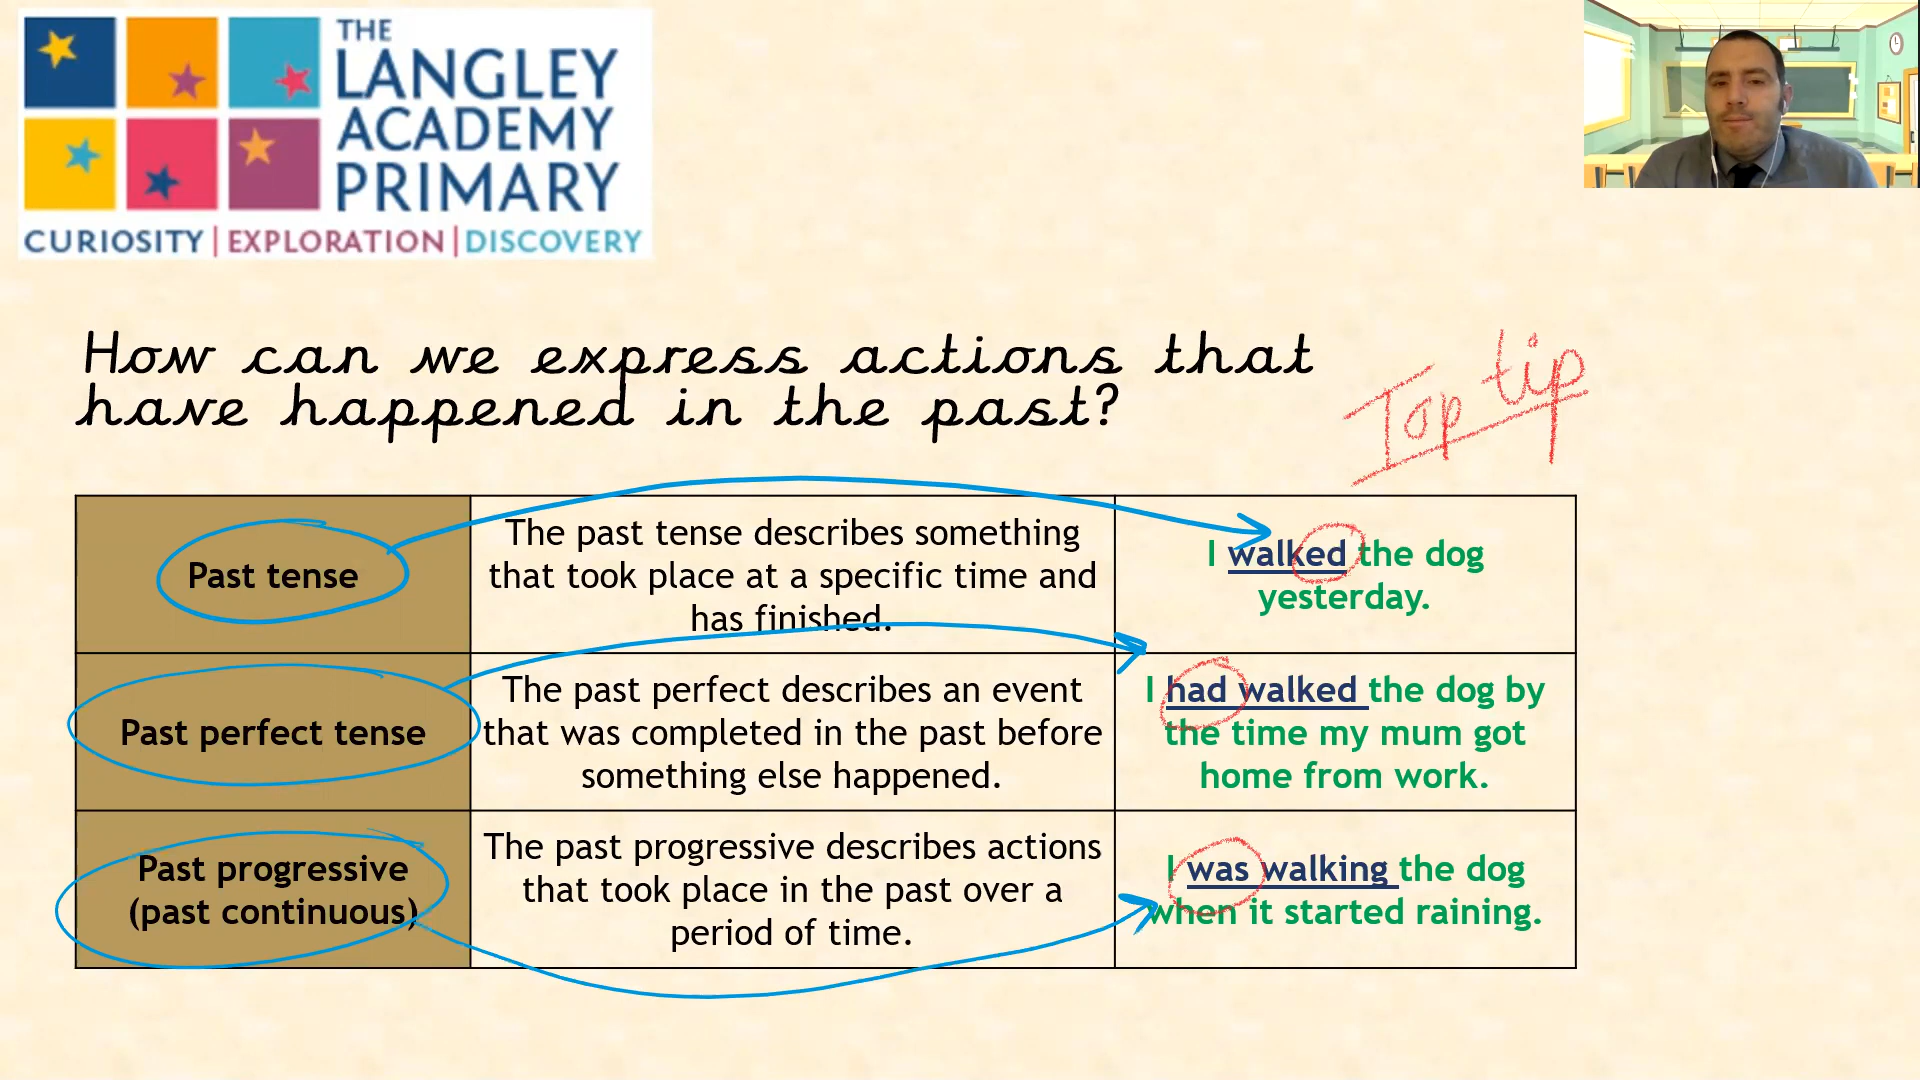 THE
LANGLEY
ACADEMY
PRIMARY
CURIOSITY | EXPLORATION | DISCOVERY
How can we express actions that
have happened in the past?
Top tip
Past tense
The past tense describes something
that took place at a specific time and
has finished.
I walked the dog
yesterday.
Past perfect tense
The past perfect describes an event
that was completed in the past before
something else happened.
I had walked the dog by
the time my mum got
home from work.
Past progressive
(past continuous)
The past progressive describes actions
that took place in the past over a
period of time.
I was walking the dog
when it started raining.